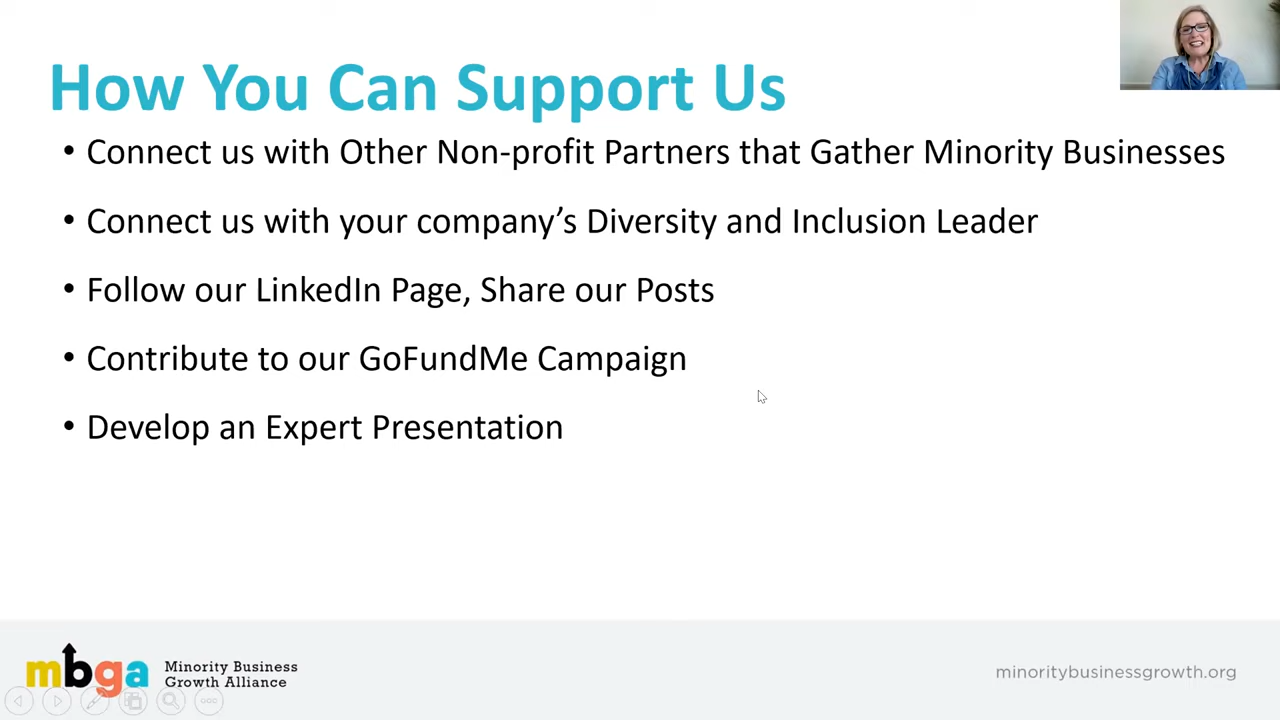 How You Can Support Us
• Connect us with Other Non-profit Partners that Gather Minority Businesses
• Connect us with your company’s Diversity and Inclusion Leader
• Follow our LinkedIn Page, Share our Posts
• Contribute to our GoFundMe Campaign
• Develop an Expert Presentation
mbga
Minority Business
Growth Alliance
minoritybusinessgrowth.org